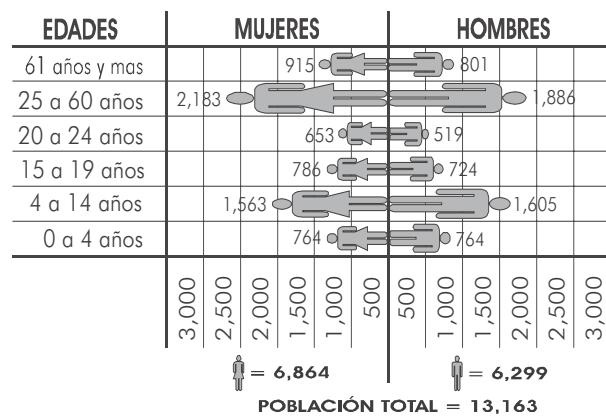 EDADES MUJERES HOMBRES
61 años y mas 915 801
25 a 60 años 2,183 1,886
20 a 24 años 653 519
15 a 19 años 786 724
4 a 14 años 1,563 1,605
0 a 4 años 764 764
3,000 2,500 2,000 1,500 1,000 500 500 1,000 1,500 2,000 2,500 3,000
= 6,864 = 6,299
POBLACIÓN TOTAL = 13,163